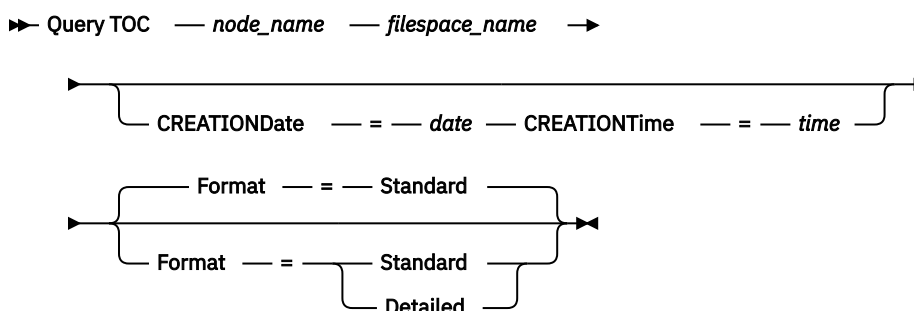 Query TOC node_name filespace_name
CREATIONDate = date CREATIONTime = time
Format = Standard
Format = Standard
Detailed